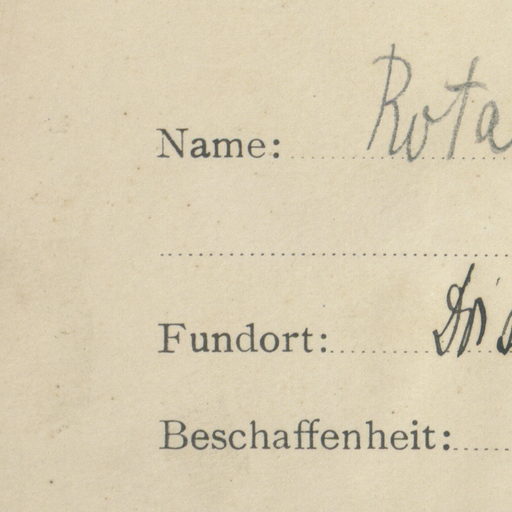 Name: Rota
Fundort:
Beschaffenheit: